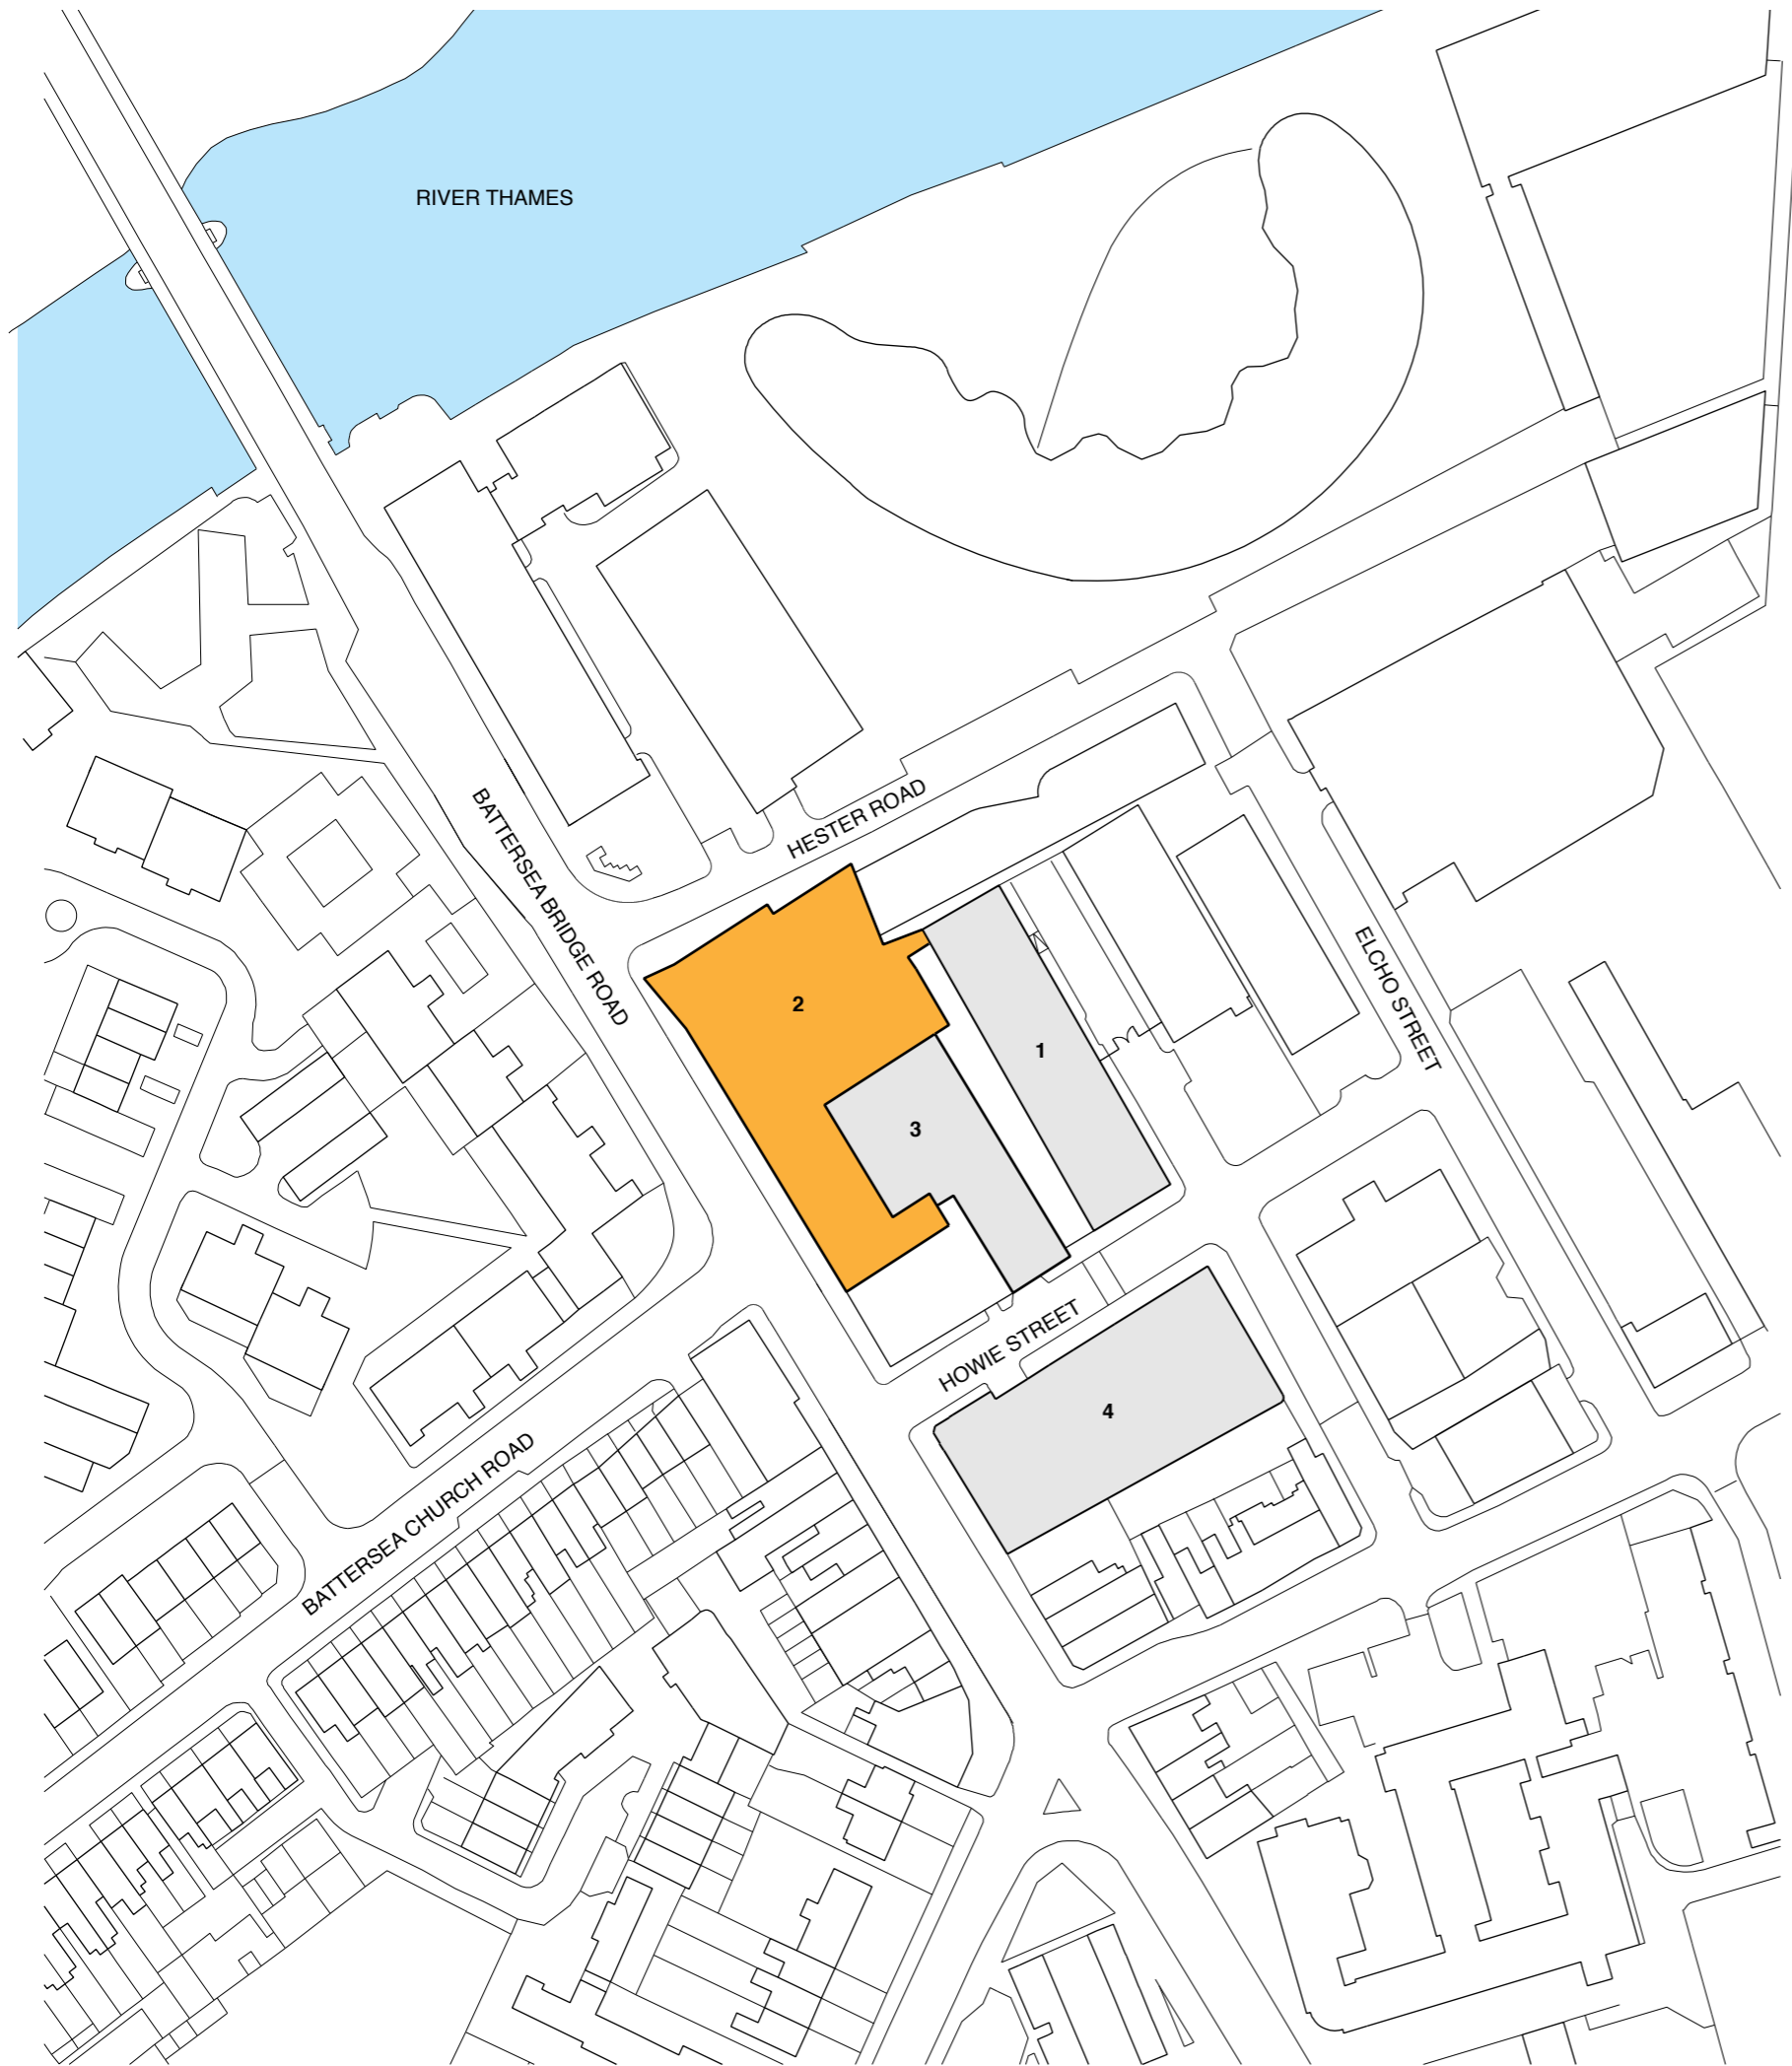 RIVER THAMES
BATTERSEA BRIDGE ROAD
HESTER ROAD
ELCHO STREET
2
1
3
HOWIE STREET
4
BATTERSEA CHURCH ROAD